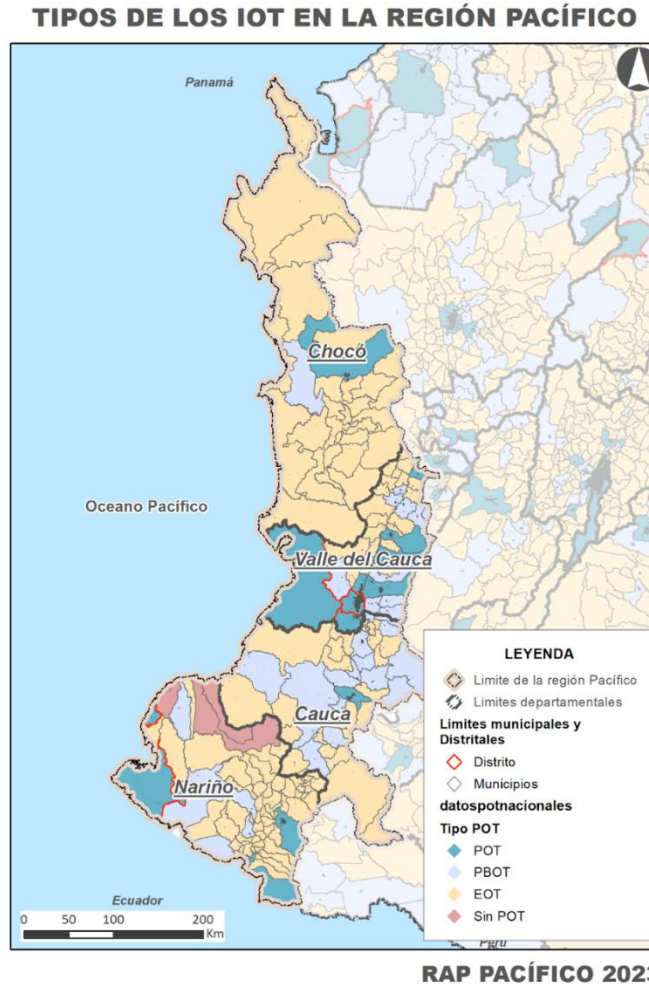 TIPOS DE LOS IOT EN LA REGIÓN PACÍFICO
Panamá
Chocó
Oceano Pacífico
Valle del Cauca
Cauca
Nariño
Ecuador
0 50 100 200
Km
LEYENDA
Limite de la región Pacífico
Limites departamentales
Limites municipales y
Distritales
Distrito
Municipios
datospotnacionales
Tipo POT
POT
PBOT
EOT
Sin POT
Perú
RAP PACÍFICO 2023